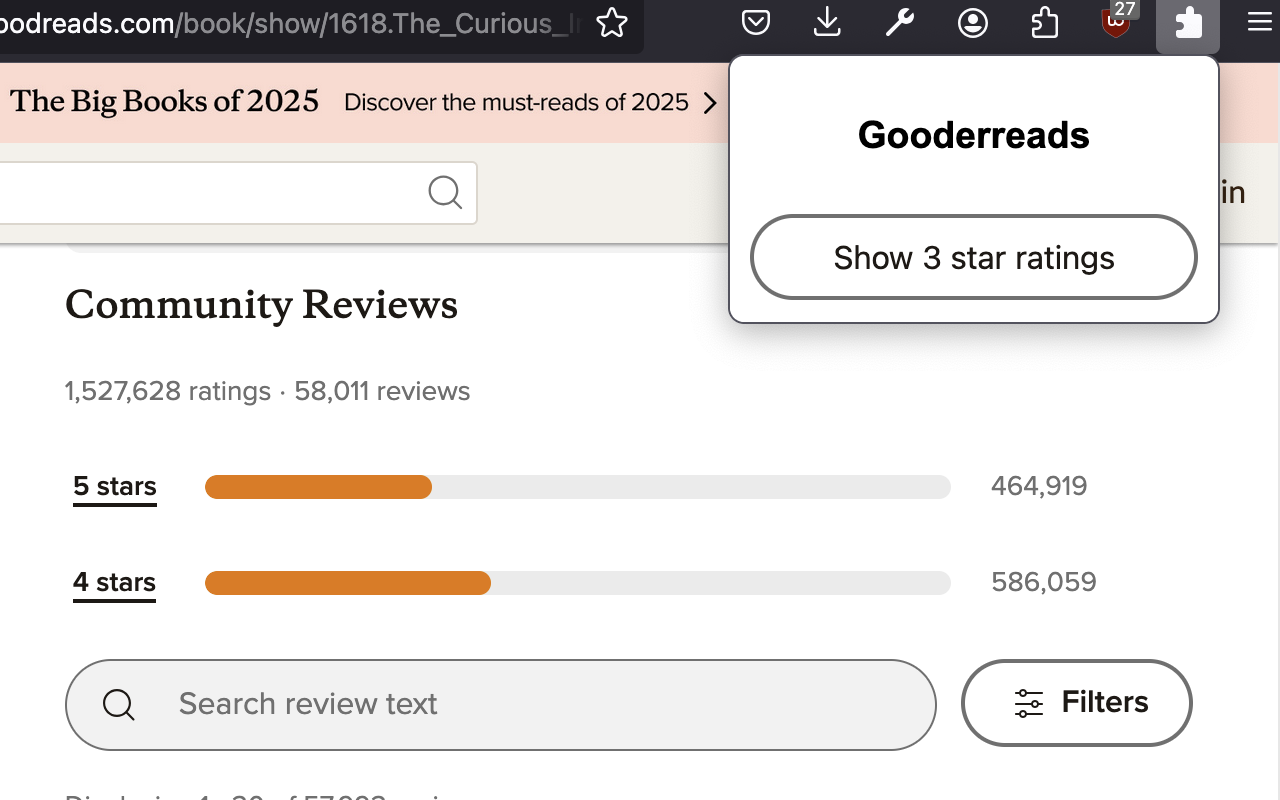 oodreads.com/book/show/1618.The_Curious_I
27
The Big Books of 2025 Discover the must-reads of 2025
Gooderreads
in
Show 3 star ratings
Community Reviews
1,527,628 ratings · 58,011 reviews
5 stars 464,919
4 stars 586,059
Search review text
Filters